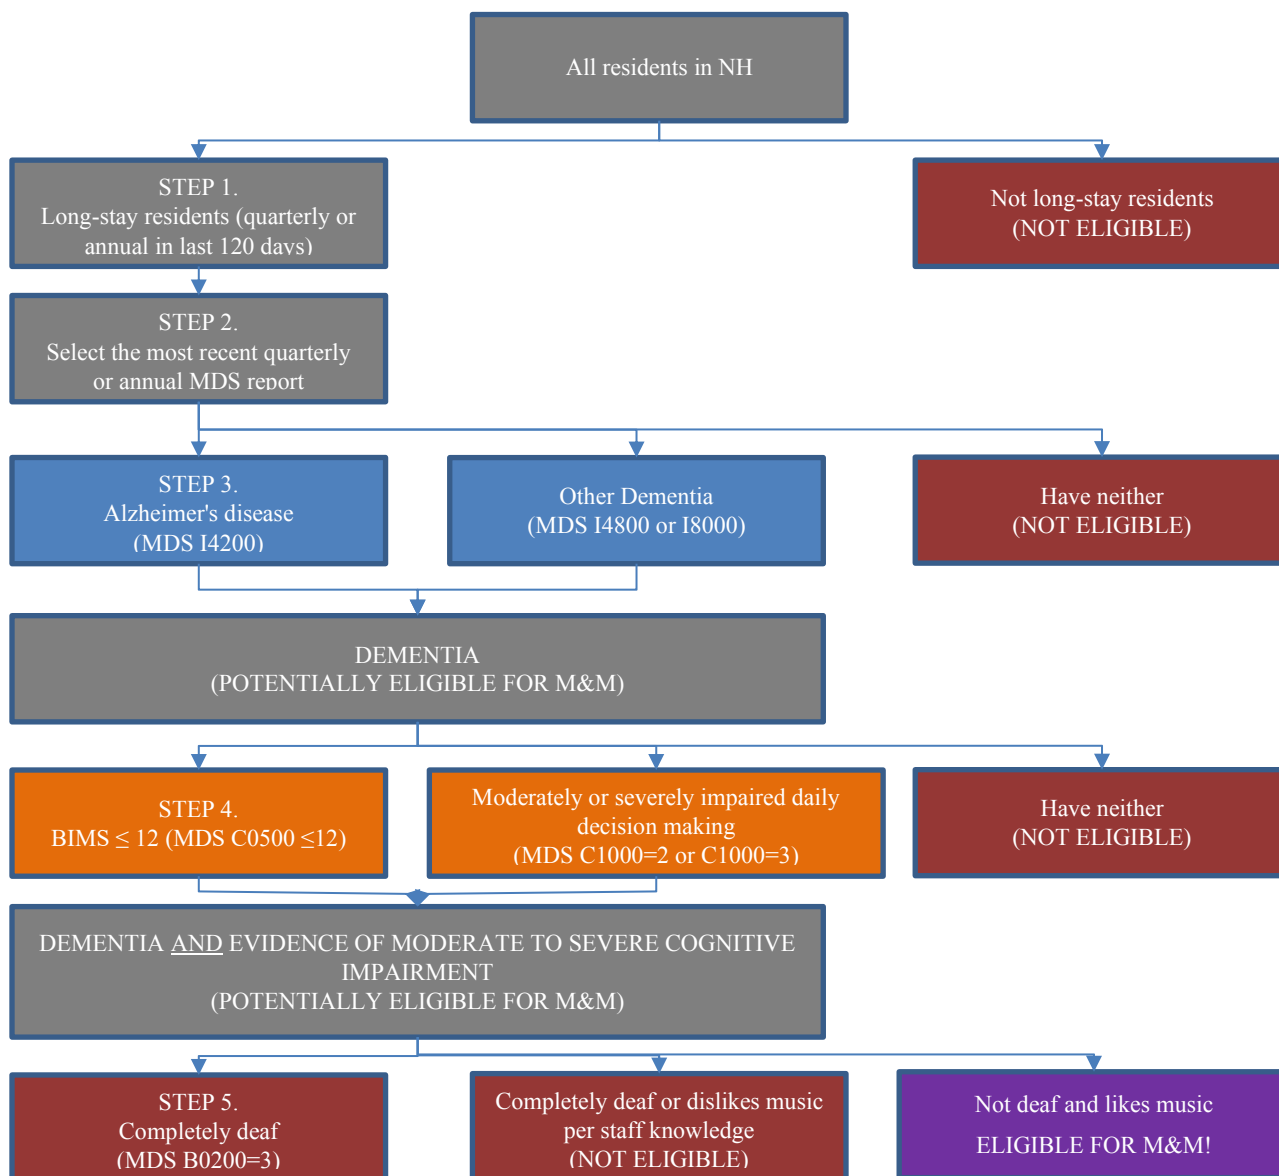 All residents in NH
STEP 1.
Long-stay residents (quarterly or
annual in last 120 days)
Not long-stay residents
(NOT ELIGIBLE)
STEP 2.
Select the most recent quarterly
or annual MDS report
STEP 3.
Alzheimer's disease
(MDS I4200)
Other Dementia
(MDS I4800 or I8000)
Have neither
(NOT ELIGIBLE)
DEMENTIA
(POTENTIALLY ELIGIBLE FOR M&M)
STEP 4.
BIMS ≤ 12 (MDS C0500 ≤12)
Moderately or severely impaired daily
decision making
(MDS C1000=2 or C1000=3)
Have neither
(NOT ELIGIBLE)
DEMENTIA AND EVIDENCE OF MODERATE TO SEVERE COGNITIVE
IMPAIRMENT
(POTENTIALLY ELIGIBLE FOR M&M)
STEP 5.
Completely deaf
(MDS B0200=3)
Completely deaf or dislikes music
per staff knowledge
(NOT ELIGIBLE)
Not deaf and likes music
ELIGIBLE FOR M&M!